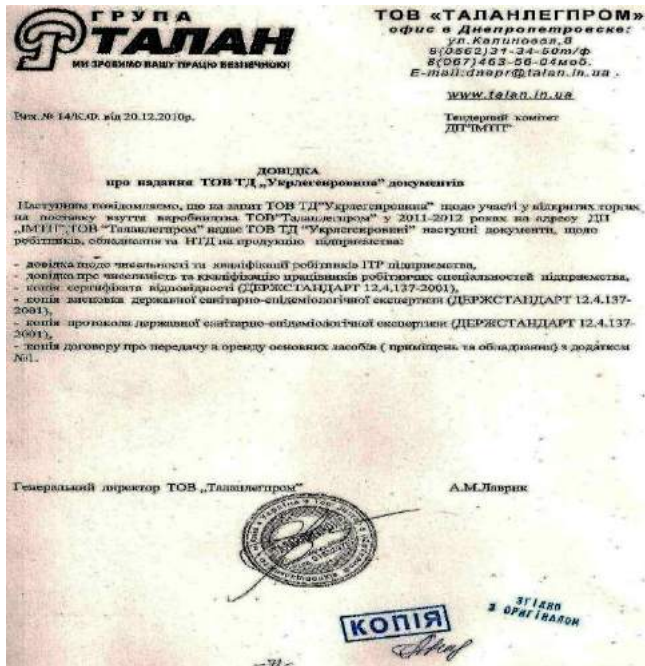 ГРУПА
ТАЛАН
МИ ЗРОБИМО ВАШУ ПРАЦЮ БЕЗПЕЧНОЮ!
ТОВ «ТАЛАНЛЕГПРОМ»
офис в Днепропетровске:
ул.Калиновая,8
8(0562)31-34-50т/ф
8(067)463-56-04моб.
E-mail:dnepr@talan.in.ua .
www.talan.in.ua
Вих.№ 14/К.Ф. від 20.12.2010р.
Тендерний комітет
ДП"ІМТП"
ДОВІДКА
про надання ТОВ ТД „Укрлегсировина" документів
Наступним повідомляємо, що на запит ТОВ ТД"Укрлегсировина" щодо участі у відкритих торгах
на поставку взуття виробництва ТОВ"Таланлегпром" у 2011-2012 роках на адресу ДП
„ІМТП",ТОВ "Таланлегпром" надає ТОВ ТД "Укрлегсировині" наступні документи, щодо
робітників, обладнання та НТД на продукцію підприємства:
- довідка щодо чисельності та кваліфікації робітників ІТР підприємства,
- довідка про чисельність та кваліфікацію працівників робітничих спеціальностей підприємства,
- копія сертифіката відповідності (ДЕРЖСТАНДАРТ 12.4.137-2001),
- копія висновка державної санітарно-епідеміологічної експертизи (ДЕРЖСТАНДАРТ 12.4.137-
2001),
- копія протокола державної санітарно-епідеміологічної експертизи (ДЕРЖСТАНДАРТ 12.4.137-
2001),
- копія договору про передачу в оренду основних засобів ( приміщень та обладнання) з додатком
№1.
Генеральний директор ТОВ „Таланлегпром"
А.М.Лаврик
КОПІЯ
ЗГІДНО
З ОРИГІНАЛОМ